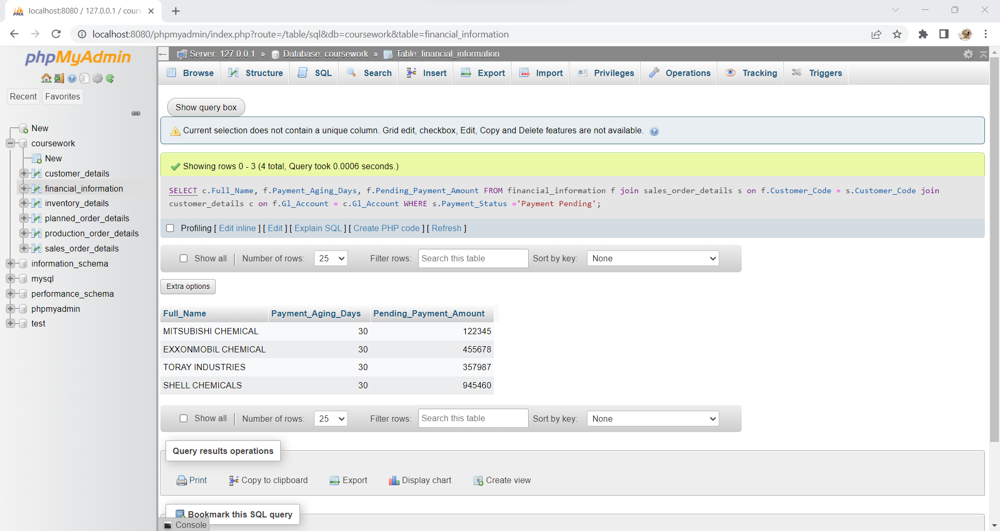 localhost:8080 / 127.0.0.1 / cours
localhost:8080/phpmyadmin/index.php?route=/table/sql&db=coursework&table=financial_information
phpMyAdmin
Recent Favorites
New
coursework
New
customer_details
financial_information
inventory_details
planned_order_details
production_order_details
sales_order_details
information_schema
mysql
performance_schema
phpmyadmin
test
Server: 127.0.0.1 » Database: coursework » Table: financial_information
Browse Structure SQL Search Insert Export Import Privileges Operations Tracking Triggers
Show query box
Current selection does not contain a unique column. Grid edit, checkbox, Edit, Copy and Delete features are not available.
Showing rows 0 - 3 (4 total, Query took 0.0006 seconds.)
SELECT c.Full_Name, f.Payment_Aging_Days, f.Pending_Payment_Amount FROM financial_information f join sales_order_details s on f.Customer_Code = s.Customer_Code join
customer_details c on f.Gl_Account = c.Gl_Account WHERE s.Payment_Status ='Payment Pending';
Profiling [ Edit inline ] [ Edit ] [ Explain SQL ] [ Create PHP code ] [ Refresh ]
Show all Number of rows: 25 Filter rows: Search this table Sort by key: None
Extra options
Full_Name Payment_Aging_Days Pending_Payment_Amount
MITSUBISHI CHEMICAL 30 122345
EXXONMOBIL CHEMICAL 30 455678
TORAY INDUSTRIES 30 357987
SHELL CHEMICALS 30 945460
Show all Number of rows: 25 Filter rows: Search this table Sort by key: None
Query results operations
Print Copy to clipboard Export Display chart Create view
Bookmark this SQL query
Console